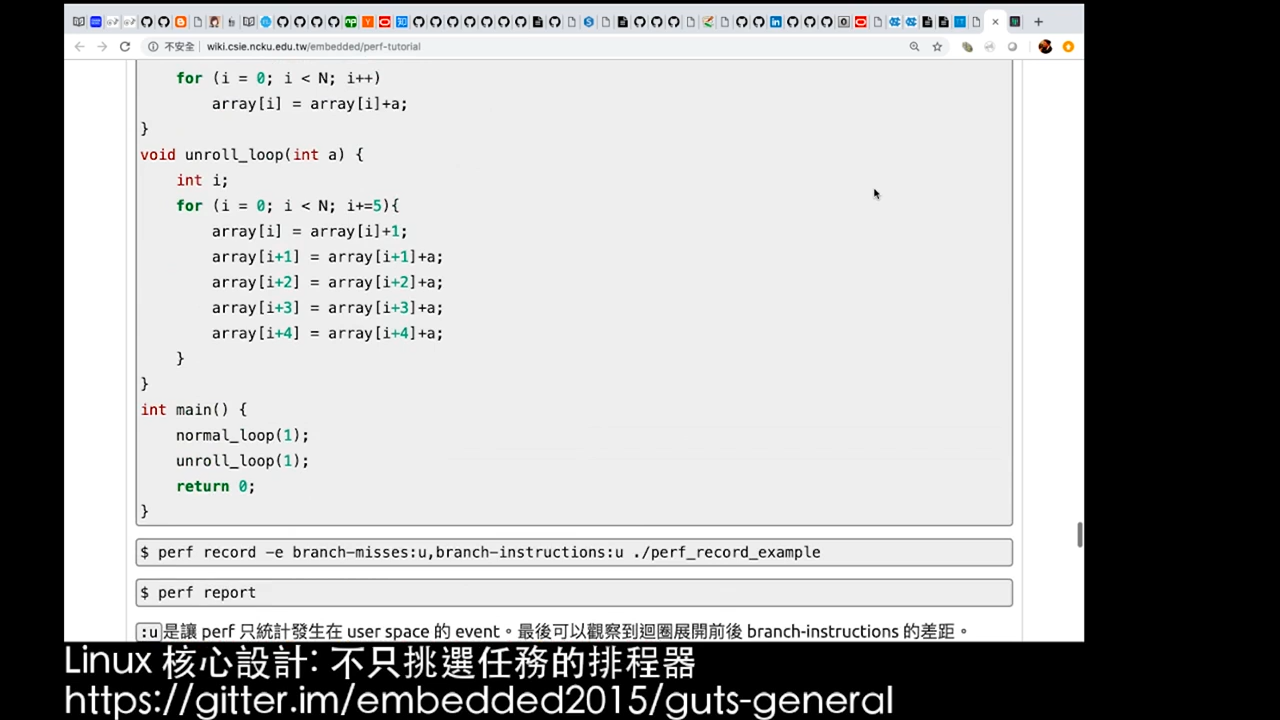 不安全 wiki.csie.ncku.edu.tw/embedded/perf-tutorial
for (i = 0; i < N; i++)
array[i] = array[i]+a;
}
void unroll_loop(int a) {
int i;
for (i = 0; i < N; i+=5){
array[i] = array[i]+1;
array[i+1] = array[i+1]+a;
array[i+2] = array[i+2]+a;
array[i+3] = array[i+3]+a;
array[i+4] = array[i+4]+a;
}
}
int main() {
normal_loop(1);
unroll_loop(1);
return 0;
}
$ perf record -e branch-misses:u,branch-instructions:u ./perf_record_example
$ perf report
:u是讓 perf 只統計發生在 user space 的 event。最後可以觀察到迴圈展開前後 branch-instructions 的差距。
Linux 核心設計: 不只挑選任務的排程器
https://gitter.im/embedded2015/guts-general